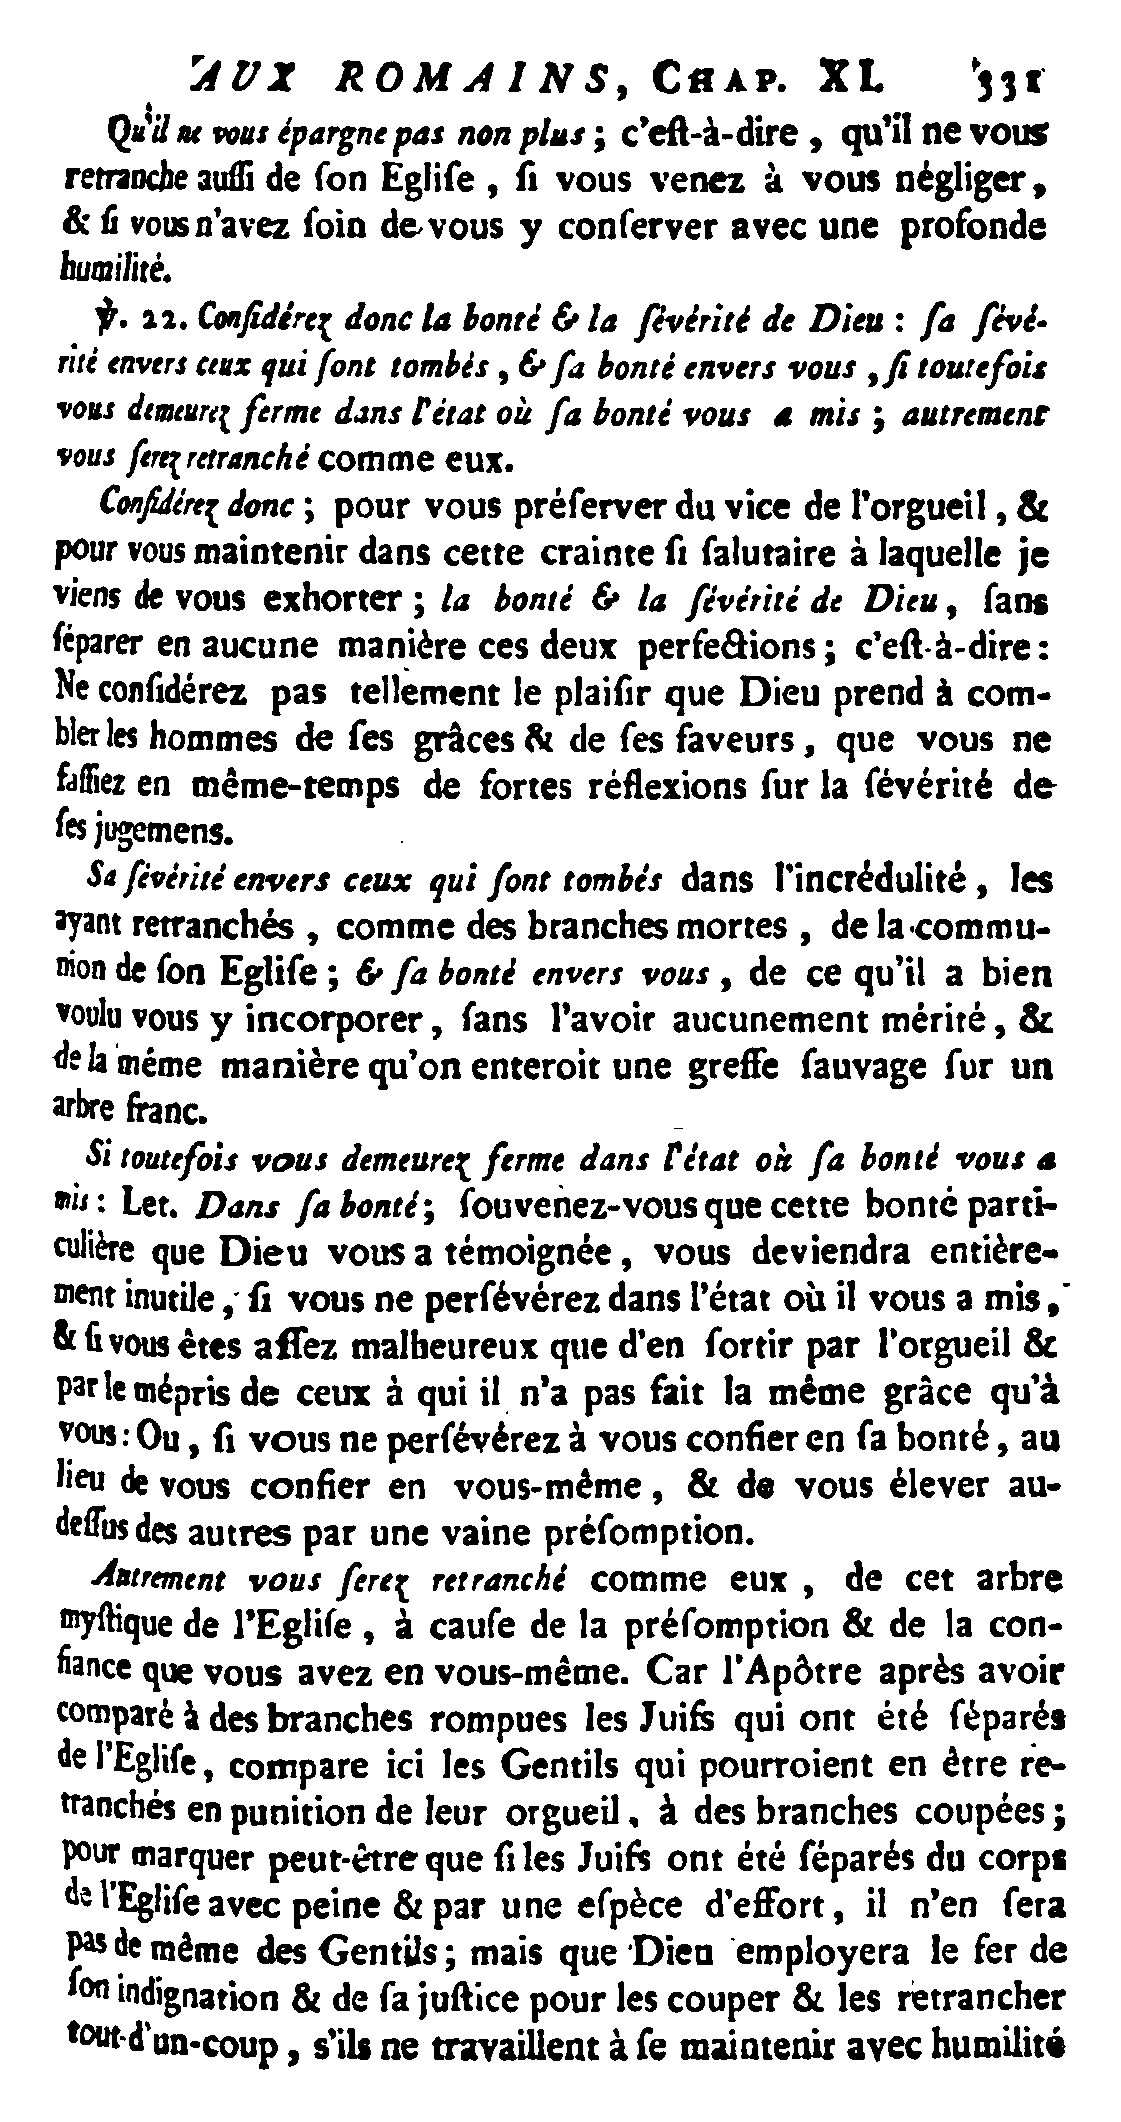 AUX ROMAINS, CHAP. XI. 331
Qu'il ne vous épargne pas non plus ; c'eſt-à-dire , qu'il ne vous
retranche auſſi de ſon Egliſe , ſi vous venez à vous négliger,
& ſi vous n'avez ſoin de vous y conſerver avec une profonde
humilité.
℣. 22. Conſidérez donc la bonté & la ſévérité de Dieu : ſa ſévé-
rité envers ceux qui ſont tombés , & ſa bonté envers vous , ſi toutefois
vous demeurez ferme dans l'état où ſa bonté vous a mis ; autrement
vous ſerez retranché comme eux.
Conſidérez donc ; pour vous préſerver du vice de l'orgueil , &
pour vous maintenir dans cette crainte ſi ſalutaire à laquelle je
viens de vous exhorter ; la bonté & la ſévérité de Dieu , ſans
ſéparer en aucune manière ces deux perfections ; c'eſt-à-dire :
Ne conſidérez pas tellement le plaiſir que Dieu prend à com-
bler les hommes de ſes grâces & de ſes faveurs , que vous ne
faſſiez en même-temps de fortes réflexions ſur la ſévérité de
ſes jugemens.
Sa ſévérité envers ceux qui ſont tombés dans l'incrédulité , les
ayant retranchés , comme des branches mortes , de la commu-
nion de ſon Egliſe ; & ſa bonté envers vous , de ce qu'il a bien
voulu vous y incorporer , ſans l'avoir aucunement mérité , &
de la même manière qu'on enteroit une greffe ſauvage ſur un
arbre franc.
Si toutefois vous demeurez ferme dans l'état où ſa bonté vous a
mis : Let. Dans ſa bonté ; ſouvenez-vous que cette bonté parti-
culière que Dieu vous a témoignée , vous deviendra entière-
ment inutile , ſi vous ne perſévérez dans l'état où il vous a mis ,
& ſi vous êtes aſſez malheureux que d'en ſortir par l'orgueil &
par le mépris de ceux à qui il n'a pas fait la même grâce qu'à
vous : Ou , ſi vous ne perſévérez à vous confier en ſa bonté , au
lieu de vous confier en vous-même , & de vous élever au-
deſſus des autres par une vaine préſomption.
Autrement vous ſerez retranché comme eux , de cet arbre
myſtique de l'Egliſe , à cauſe de la préſomption & de la con-
fiance que vous avez en vous-même. Car l'Apôtre après avoir
comparé à des branches rompues les Juifs qui ont été ſéparés
de l'Egliſe , compare ici les Gentils qui pourroient en être re-
tranchés en punition de leur orgueil , à des branches coupées ;
pour marquer peut-être que ſi les Juifs ont été ſéparés du corps
de l'Egliſe avec peine & par une eſpèce d'effort , il n'en ſera
pas de même des Gentils ; mais que Dieu employera le fer de
ſon indignation & de ſa juſtice pour les couper & les retrancher
tout-d'un-coup , s'ils ne travaillent à ſe maintenir avec humilité